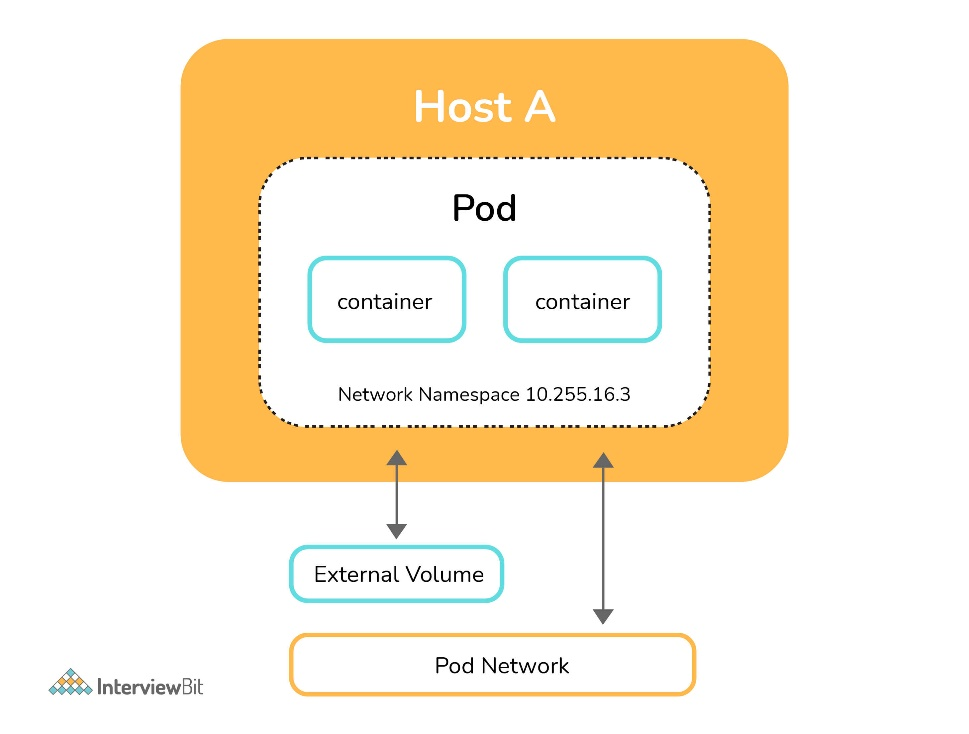 Host A
Pod
container
container
Network Namespace 10.255.16.3
External Volume
Pod Network
InterviewBit